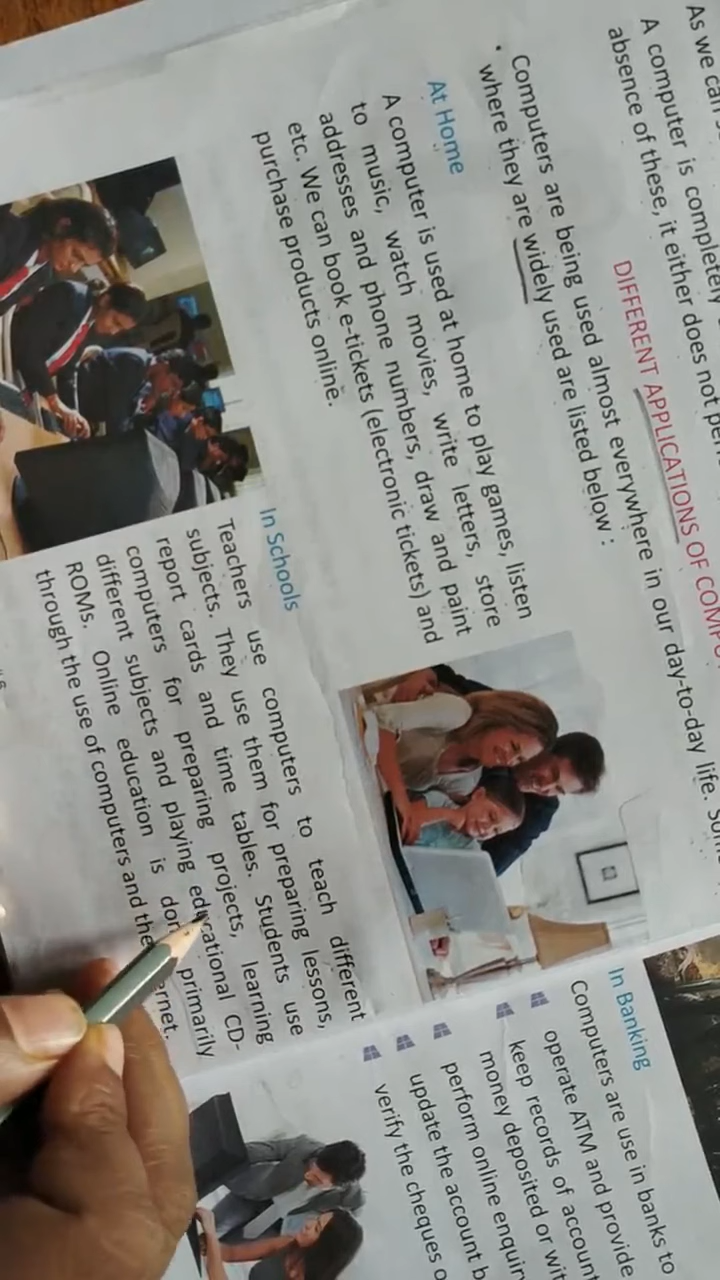 As we can
A computer is completely
absence of these, it either does not
DIFFERENT APPLICATIONS OF
Computers are being used almost everywhere in our day-to-day life.
where they are widely used are listed below :
At Home
A computer is used at home to play games, listen
to music, watch movies, write letters, store
addresses and phone numbers, draw and paint
etc. We can book e-tickets (electronic tickets) and
purchase products online.
In Schools
Teachers use computers to teach different
subjects. They use them for preparing lessons,
report cards and time tables. Students use
computers for preparing projects, learning
different subjects and playing educational CD-
ROMs. Online education is primarily
through the use of computers and the
In Banking
Computers are use in banks to
operate ATM and provide
keep records of
money deposited or
perform online
update the account
verify the cheques